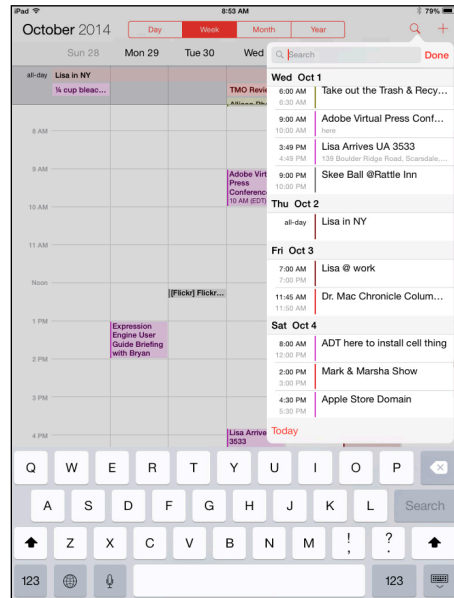 iPad 8:53 AM 79%
October 2014 Day Week Month Year
Sun 28 Mon 29 Tue 30 Wed
Search Done
all-day Lisa in NY
¼ cup bleac...
TMO Revie
8 AM
9 AM
10 AM
11 AM
Noon
1 PM
2 PM
3 PM
4 PM
Adobe Virt
Press
Conference
10 AM (EDT)
[Flickr] Flickr...
Expression
Engine User
Guide Briefing
with Bryan
Lisa Arrive
3533
Wed Oct 1
6:00 AM Take out the Trash & Recy...
6:30 AM
9:00 AM Adobe Virtual Press Conf...
10:00 AM here
3:49 PM Lisa Arrives UA 3533
4:49 PM 139 Boulder Ridge Road, Scarsdale,...
9:00 PM Skee Ball @Rattle Inn
10:00 PM
Thu Oct 2
all-day Lisa in NY
Fri Oct 3
7:00 AM Lisa @ work
7:00 PM
11:45 AM Dr. Mac Chronicle Colum...
11:50 AM
Sat Oct 4
8:00 AM ADT here to install cell thing
12:00 PM
2:00 PM Mark & Marsha Show
3:00 PM
4:30 PM Apple Store Domain
5:30 PM
Today
Q W E R T Y U I O P
A S D F G H J K L Search
Z X C V B N M ! , ? .
123 123